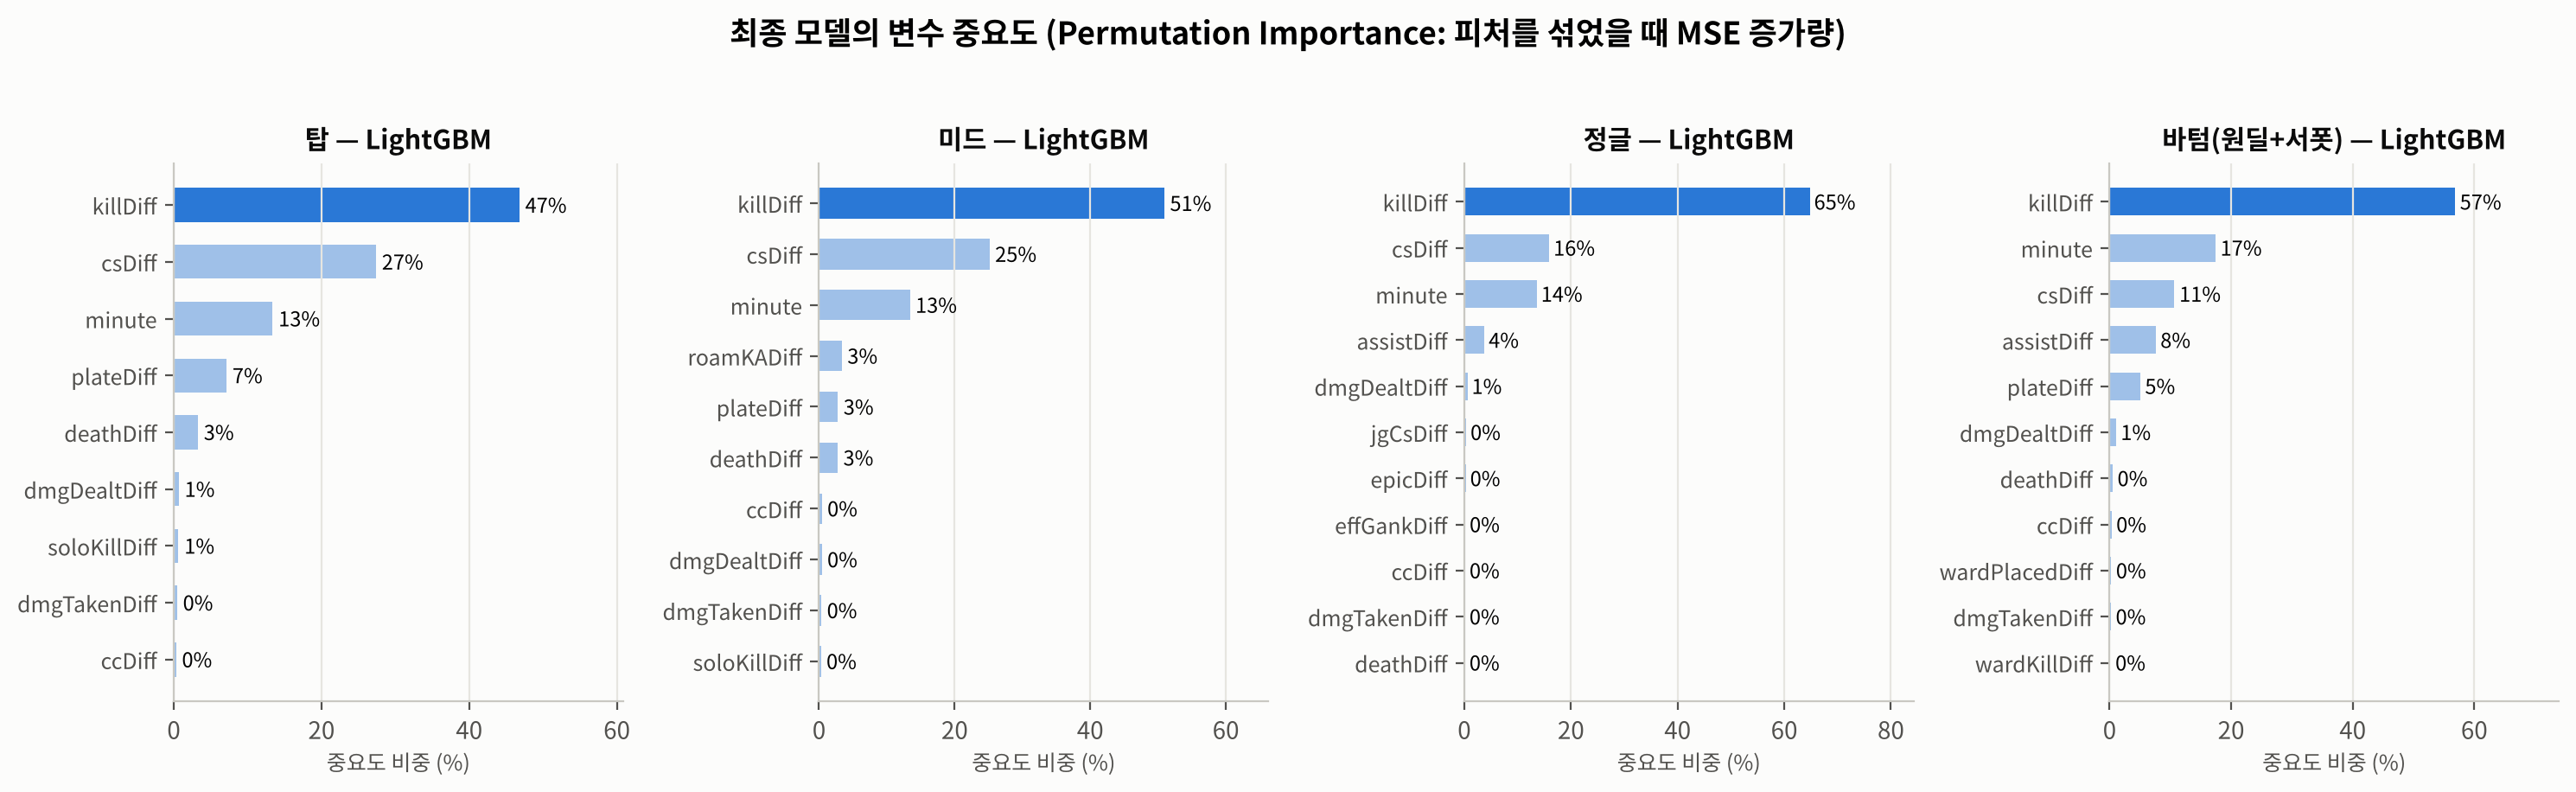 최종 모델의 변수 중요도 (Permutation Importance: 피처를 섞었을 때 MSE 증가량)
탑 — LightGBM
killDiff 47%
csDiff 27%
minute 13%
plateDiff 7%
deathDiff 3%
dmgDealtDiff 1%
soloKillDiff 1%
dmgTakenDiff 0%
ccDiff 0%
0 20 40 60
중요도 비중 (%)
미드 — LightGBM
killDiff 51%
csDiff 25%
minute 13%
roamKADiff 3%
plateDiff 3%
deathDiff 3%
ccDiff 0%
dmgDealtDiff 0%
dmgTakenDiff 0%
soloKillDiff 0%
0 20 40 60
중요도 비중 (%)
정글 — LightGBM
killDiff 65%
csDiff 16%
minute 14%
assistDiff 4%
dmgDealtDiff 1%
jgCsDiff 0%
epicDiff 0%
effGankDiff 0%
ccDiff 0%
dmgTakenDiff 0%
deathDiff 0%
0 20 40 60 80
중요도 비중 (%)
바텀(원딜+서폿) — LightGBM
killDiff 57%
minute 17%
csDiff 11%
assistDiff 8%
plateDiff 5%
dmgDealtDiff 1%
deathDiff 0%
ccDiff 0%
wardPlacedDiff 0%
dmgTakenDiff 0%
wardKillDiff 0%
0 20 40 60
중요도 비중 (%)